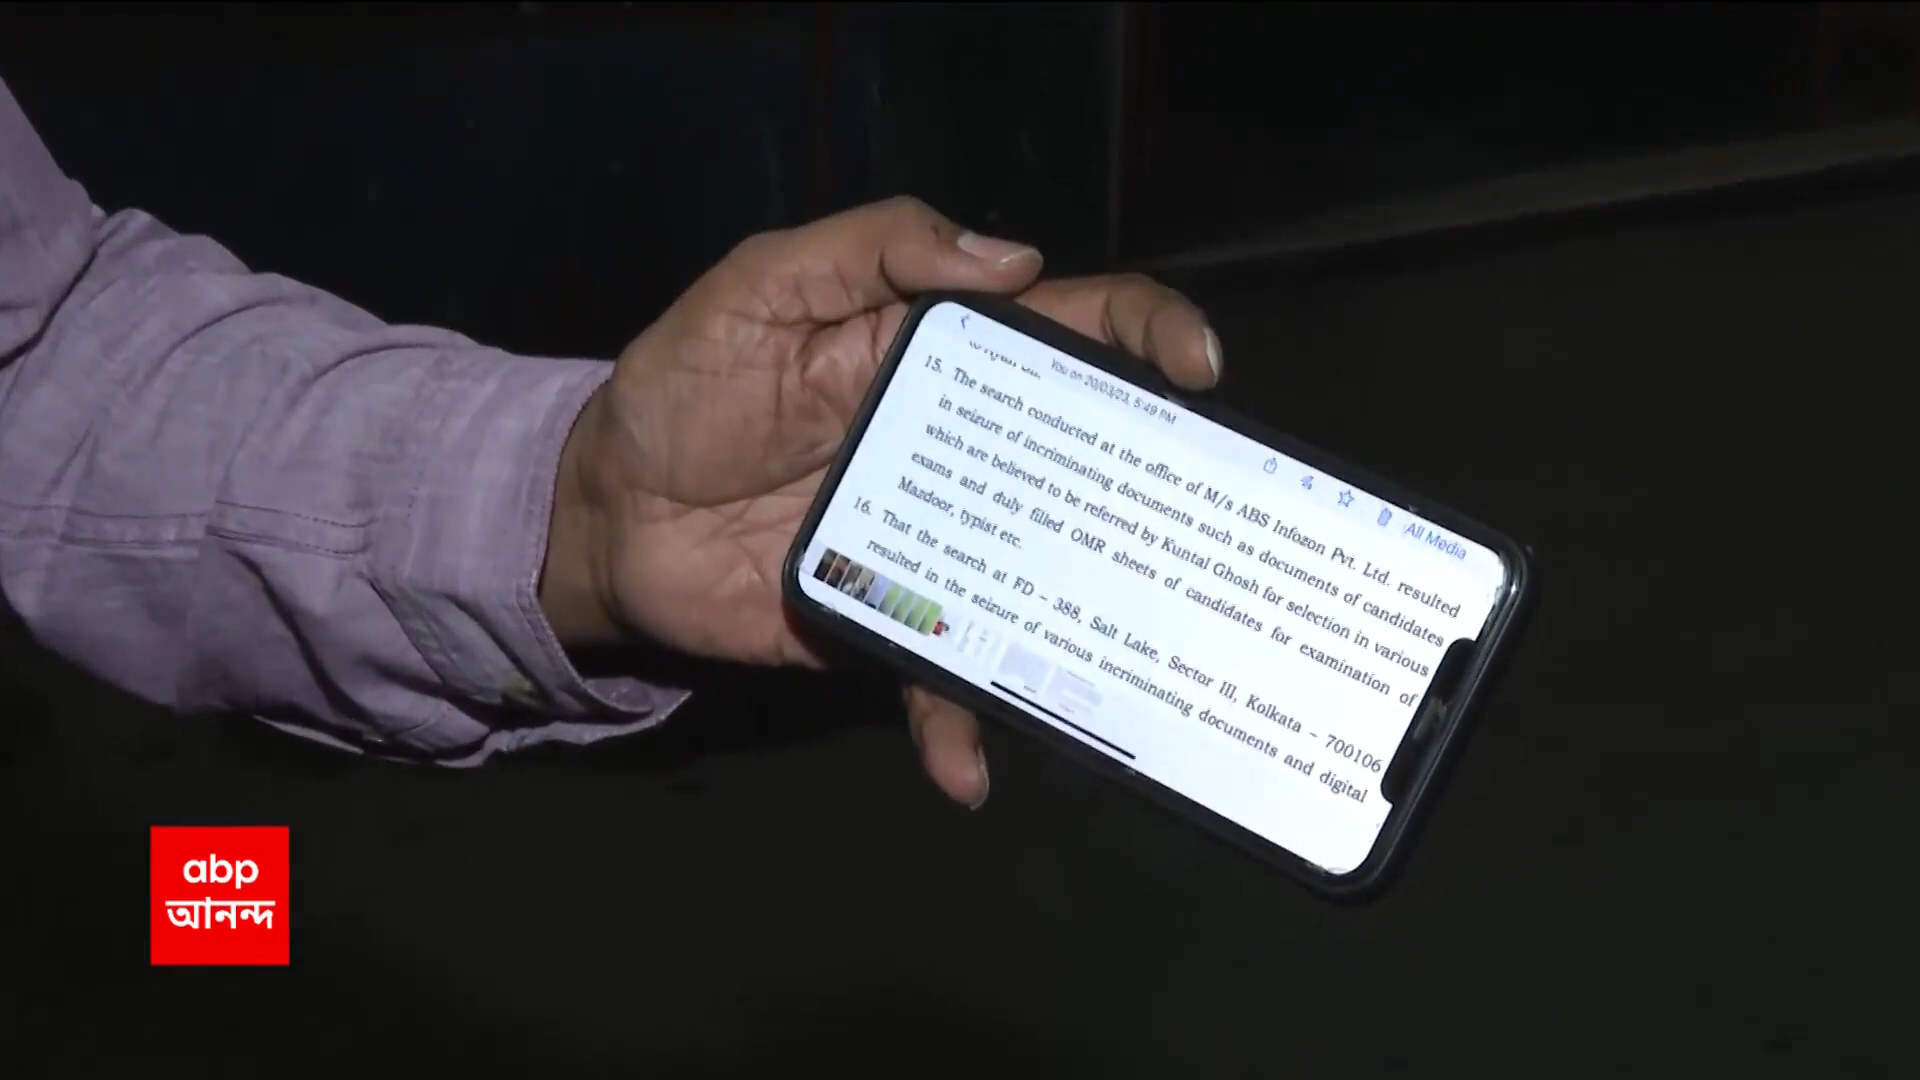 You on 20/03/23, 5:49 PM
All Media
15. The search conducted at the office of M/s ABS Infozon Pvt. Ltd. resulted
in seizure of incriminating documents such as documents of candidates
which are believed to be referred by Kuntal Ghosh for selection in various
exams and duly filled OMR sheets of candidates for examination of
Mazdoor, typist etc.
16. That the search at FD – 388, Salt Lake, Sector III, Kolkata – 700106
resulted in the seizure of various incriminating documents and digital
abp
আনন্দ